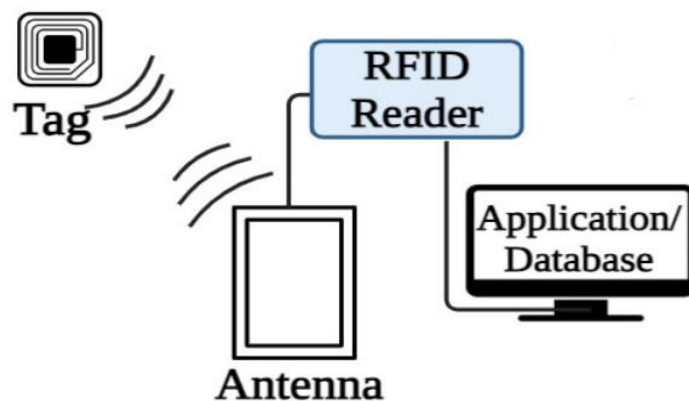 Tag
RFID
Reader
Application/
Database
Antenna